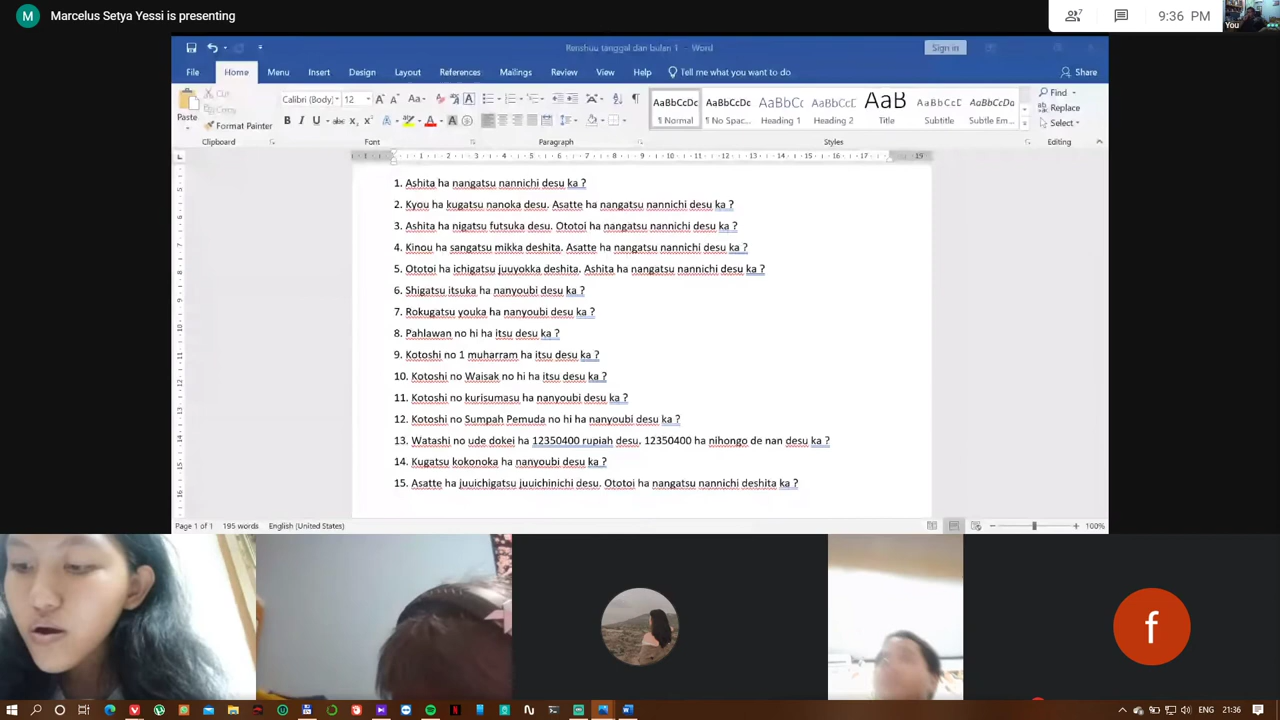 M Marcelus Setya Yessi is presenting
7
9:36 PM
You
Renshuu tanggal dan bulan 1 - Word
Sign in
File Home Menu Insert Design Layout References Mailings Review View Help Tell me what you want to do Share
Paste
Cut
Copy
Format Painter
Clipboard
Calibri (Body) 12
Font
Paragraph
AaBbCcDc ¶ Normal
AaBbCcDc ¶ No Spac...
AaBbCc Heading 1
AaBbCcE Heading 2
AaB Title
AaBbCcD Subtitle
AaBbCcDc Subtle Em...
Styles
Find
Replace
Select
Editing
1. Ashita ha nangatsu nannichi desu ka ?
2. Kyou ha kugatsu nanoka desu. Asatte ha nangatsu nannichi desu ka ?
3. Ashita ha nigatsu futsuka desu. Ototoi ha nangatsu nannichi desu ka ?
4. Kinou ha sangatsu mikka deshita. Asatte ha nangatsu nannichi desu ka ?
5. Ototoi ha ichigatsu juuyokka deshita. Ashita ha nangatsu nannichi desu ka ?
6. Shigatsu itsuka ha nanyoubi desu ka ?
7. Rokugatsu youka ha nanyoubi desu ka ?
8. Pahlawan no hi ha itsu desu ka ?
9. Kotoshi no 1 muharram ha itsu desu ka ?
10. Kotoshi no Waisak no hi ha itsu desu ka ?
11. Kotoshi no kurisumasu ha nanyoubi desu ka ?
12. Kotoshi no Sumpah Pemuda no hi ha nanyoubi desu ka ?
13. Watashi no ude dokei ha 12350400 rupiah desu. 12350400 ha nihongo de nan desu ka ?
14. Kugatsu kokonoka ha nanyoubi desu ka ?
15. Asatte ha juuichigatsu juuichinichi desu. Ototoi ha nangatsu nannichi deshita ka ?
Page 1 of 1 195 words English (United States)
100%
f
ENG 21:36